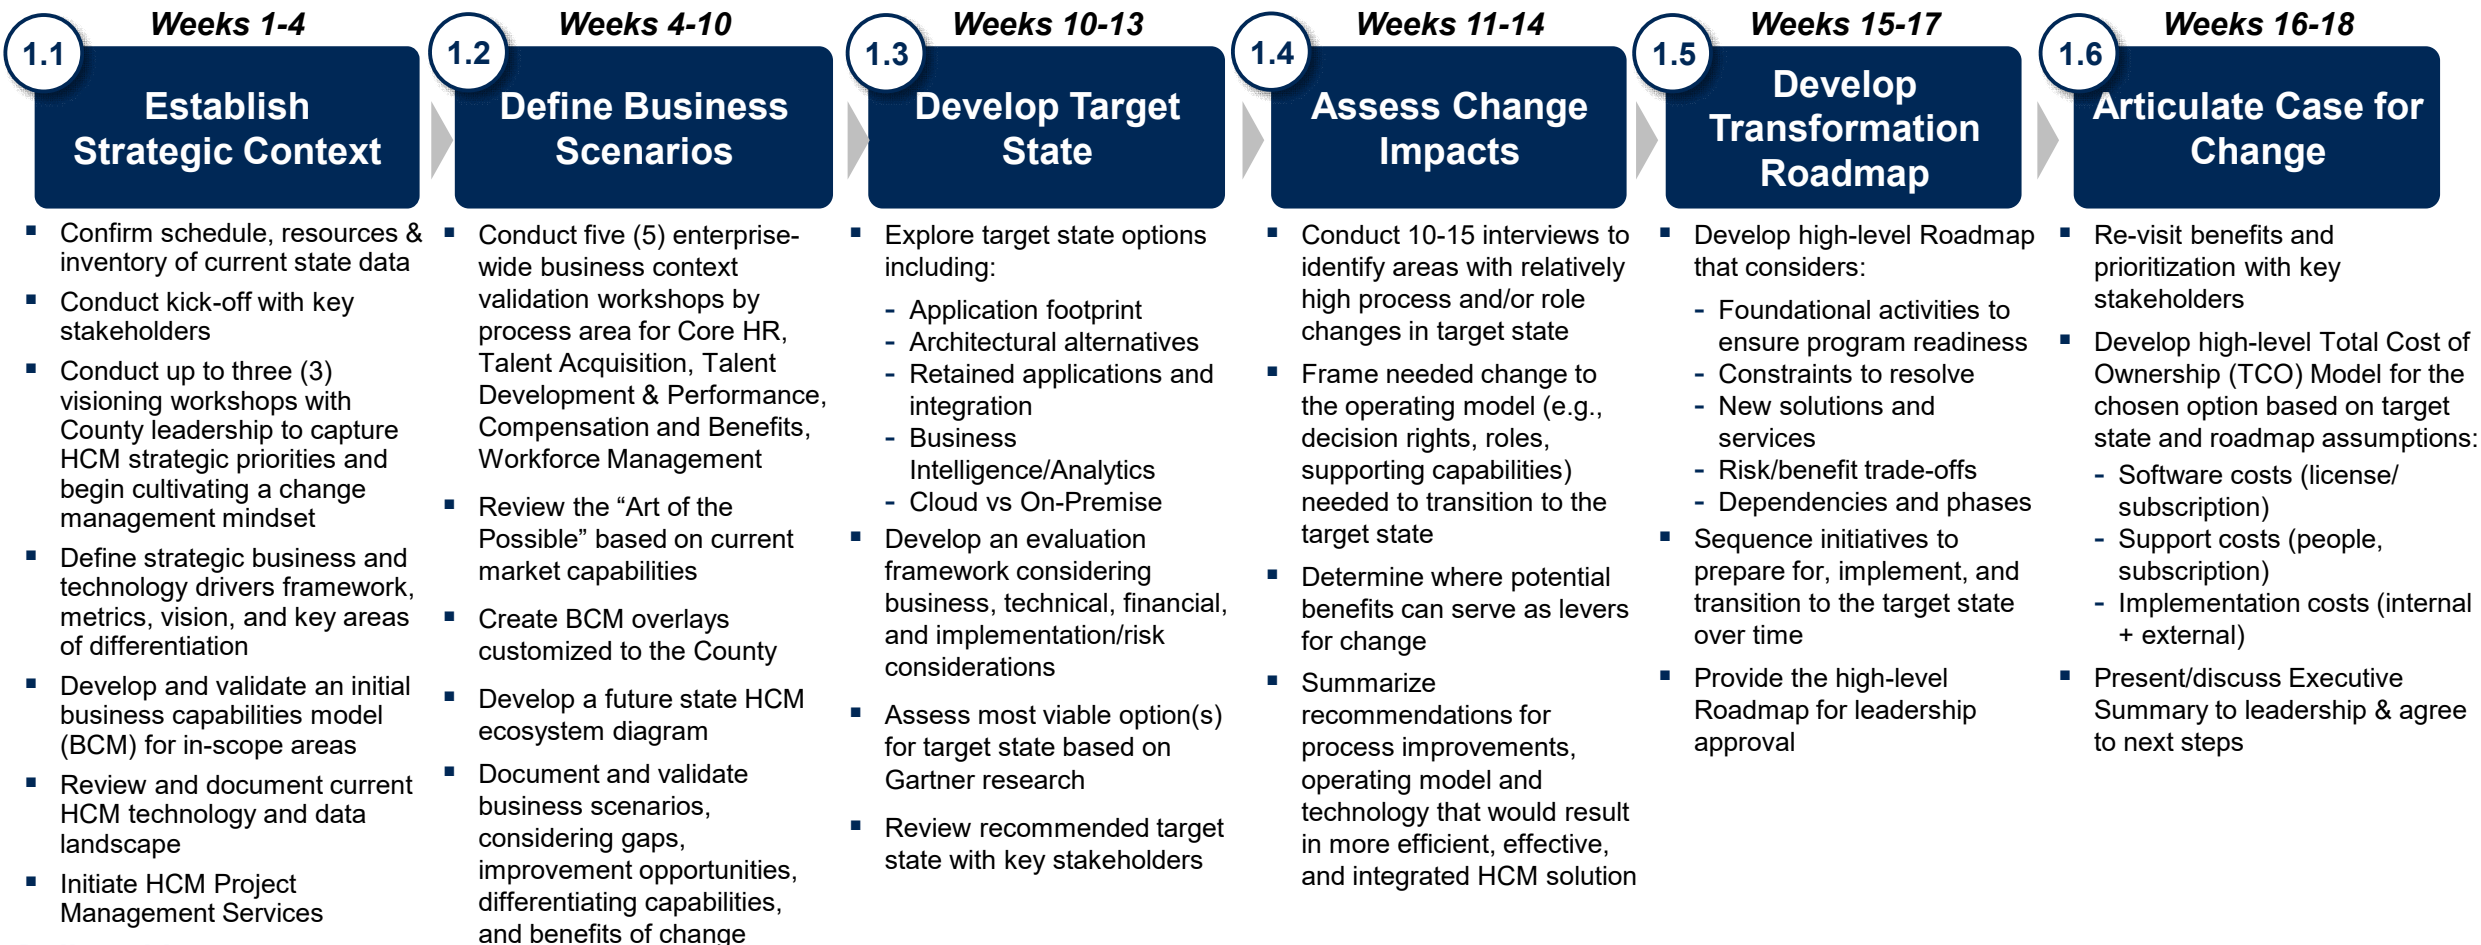 Weeks 1-4
1.1
Establish
Strategic Context
▪ Confirm schedule, resources &
inventory of current state data
▪ Conduct kick-off with key
stakeholders
▪ Conduct up to three (3)
visioning workshops with
County leadership to capture
HCM strategic priorities and
begin cultivating a change
management mindset
▪ Define strategic business and
technology drivers framework,
metrics, vision, and key areas
of differentiation
▪ Develop and validate an initial
business capabilities model
(BCM) for in-scope areas
▪ Review and document current
HCM technology and data
landscape
▪ Initiate HCM Project
Management Services
Weeks 4-10
1.2
Define Business
Scenarios
▪ Conduct five (5) enterprise-
wide business context
validation workshops by
process area for Core HR,
Talent Acquisition, Talent
Development & Performance,
Compensation and Benefits,
Workforce Management
▪ Review the “Art of the
Possible” based on current
market capabilities
▪ Create BCM overlays
customized to the County
▪ Develop a future state HCM
ecosystem diagram
▪ Document and validate
business scenarios,
considering gaps,
improvement opportunities,
differentiating capabilities,
and benefits of change
Weeks 10-13
1.3
Develop Target
State
▪ Explore target state options
including:
- Application footprint
- Architectural alternatives
- Retained applications and
integration
- Business
Intelligence/Analytics
- Cloud vs On-Premise
▪ Develop an evaluation
framework considering
business, technical, financial,
and implementation/risk
considerations
▪ Assess most viable option(s)
for target state based on
Gartner research
▪ Review recommended target
state with key stakeholders
Weeks 11-14
1.4
Assess Change
Impacts
▪ Conduct 10-15 interviews to
identify areas with relatively
high process and/or role
changes in target state
▪ Frame needed change to
the operating model (e.g.,
decision rights, roles,
supporting capabilities)
needed to transition to the
target state
▪ Determine where potential
benefits can serve as levers
for change
▪ Summarize
recommendations for
process improvements,
operating model and
technology that would result
in more efficient, effective,
and integrated HCM solution
Weeks 15-17
1.5
Develop
Transformation
Roadmap
▪ Develop high-level Roadmap
that considers:
- Foundational activities to
ensure program readiness
- Constraints to resolve
- New solutions and
services
- Risk/benefit trade-offs
- Dependencies and phases
▪ Sequence initiatives to
prepare for, implement, and
transition to the target state
over time
▪ Provide the high-level
Roadmap for leadership
approval
Weeks 16-18
1.6
Articulate Case for
Change
▪ Re-visit benefits and
prioritization with key
stakeholders
▪ Develop high-level Total Cost of
Ownership (TCO) Model for the
chosen option based on target
state and roadmap assumptions:
- Software costs (license/
subscription)
- Support costs (people,
subscription)
- Implementation costs (internal
+ external)
▪ Present/discuss Executive
Summary to leadership & agree
to next steps